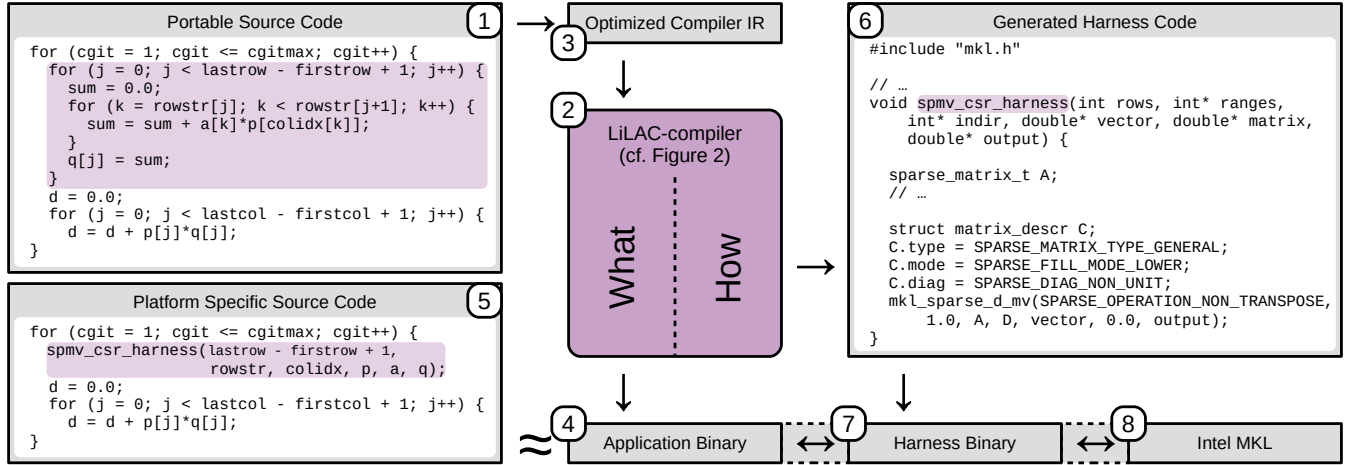 Portable Source Code
1
for (cgit = 1; cgit <= cgitmax; cgit++) {
for (j = 0; j < lastrow - firstrow + 1; j++) {
sum = 0.0;
for (k = rowstr[j]; k < rowstr[j+1]; k++) {
sum = sum + a[k]*p[colidx[k]];
}
q[j] = sum;
}
d = 0.0;
for (j = 0; j < lastcol - firstcol + 1; j++) {
d = d + p[j]*q[j];
}
→
Optimized Compiler IR
3
↓
2
LiLAC-compiler
(cf. Figure 2)
What
How
→
6
Generated Harness Code
#include "mkl.h"
// …
void spmv_csr_harness(int rows, int* ranges,
int* indir, double* vector, double* matrix,
double* output) {
sparse_matrix_t A;
// …
struct matrix_descr C;
C.type = SPARSE_MATRIX_TYPE_GENERAL;
C.mode = SPARSE_FILL_MODE_LOWER;
C.diag = SPARSE_DIAG_NON_UNIT;
mkl_sparse_d_mv(SPARSE_OPERATION_NON_TRANSPOSE,
1.0, A, D, vector, 0.0, output);
}
Platform Specific Source Code
5
for (cgit = 1; cgit <= cgitmax; cgit++) {
spmv_csr_harness(lastrow - firstrow + 1,
rowstr, colidx, p, a, q);
d = 0.0;
for (j = 0; j < lastcol - firstcol + 1; j++) {
d = d + p[j]*q[j];
}
↓
↓
≈
4
Application Binary
↔
7
Harness Binary
↔
8
Intel MKL